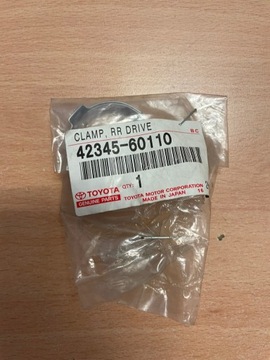 CLAMP, RR DRIVE
42345-60110
TOYOTA
GENUINE PARTS
QTY.
1
TOYOTA MOTOR CORPORATION
MADE IN JAPAN